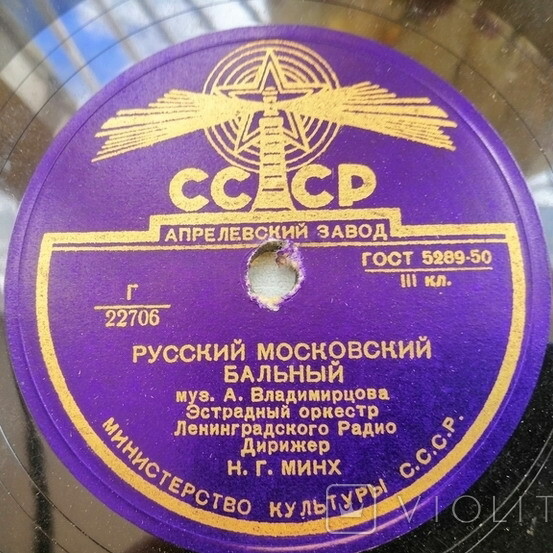 СССР
АПРЕЛЕВСКИЙ ЗАВОД
ГОСТ 5289-50
III кл.
Г
22706
РУССКИЙ МОСКОВСКИЙ
БАЛЬНЫЙ
муз. А. Владимирцова
Эстрадный оркестр
Ленинградского Радио
Дирижер
Н. Г. МИНХ
МИНИСТЕРСТВО КУЛЬТУРЫ С.С.С.Р.
VIOLIT